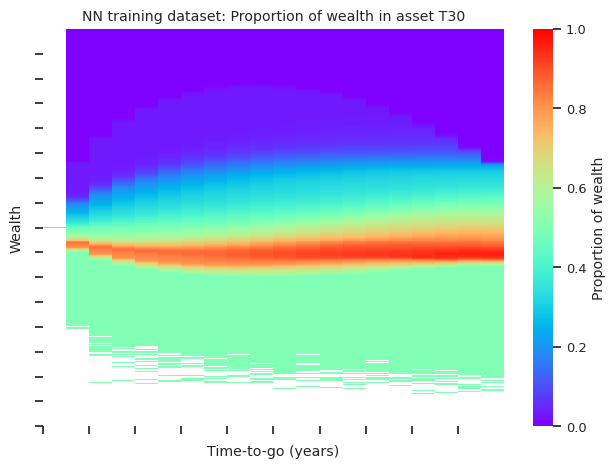 NN training dataset: Proportion of wealth in asset T30
1.0
0.8
0.6
0.4
0.2
0.0
Proportion of wealth
Wealth
Time-to-go (years)